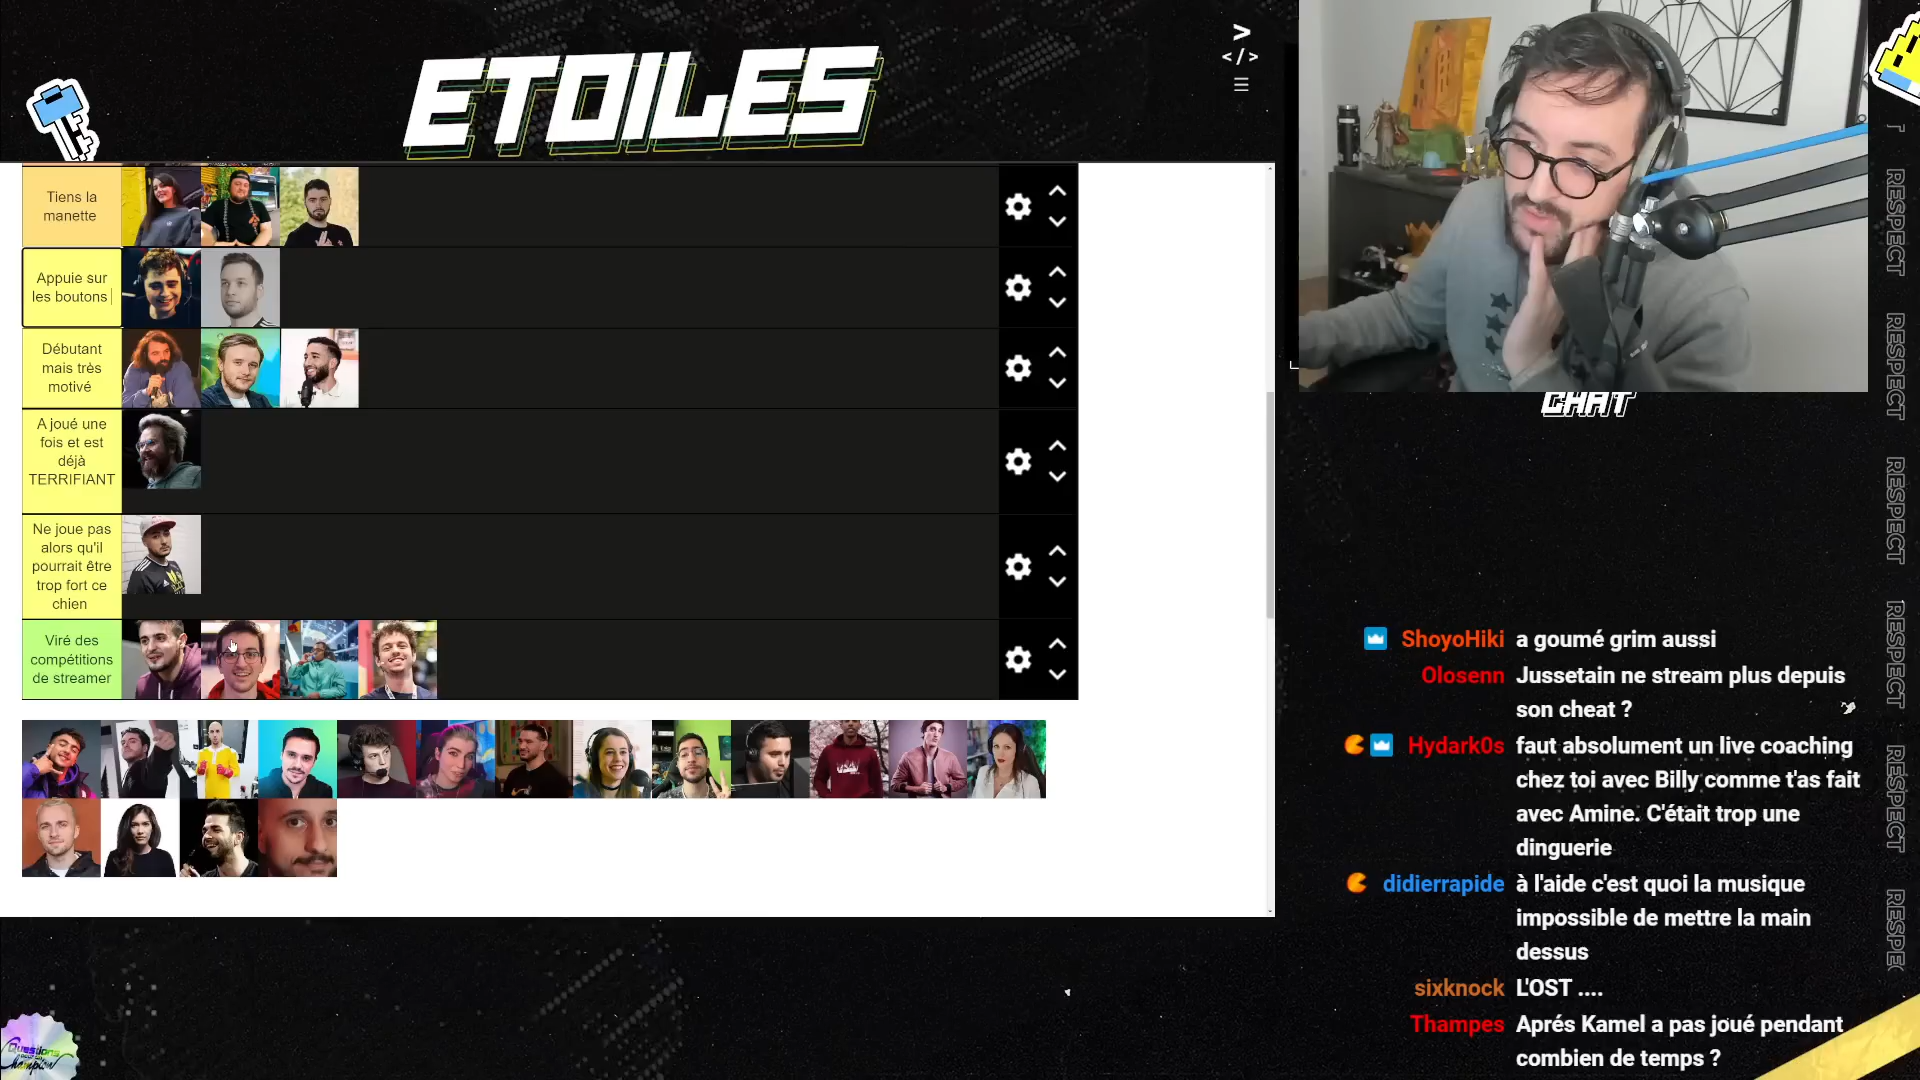 ETOILES
>
</>
Tiens la
manette
Appuie sur
les boutons
Débutant
mais très
motivé
A joué une
fois et est
déjà
TERRIFIANT
Ne joue pas
alors qu'il
pourrait être
trop fort ce
chien
Viré des
compétitions
de streamer
CHAT
ShoyoHiki a goumé grim aussi
Olosenn Jussetain ne stream plus depuis
son cheat ?
Hydark0s faut absolument un live coaching
chez toi avec Billy comme t'as fait
avec Amine. C'était trop une
dinguerie
didierrapide à l'aide c'est quoi la musique
impossible de mettre la main
dessus
sixknock L'OST ....
Thampes Aprés Kamel a pas joué pendant
combien de temps ?
RESPECT
RESPECT
RESPECT
RESPECT
RESPECT
RESPEC
Questions
Champion